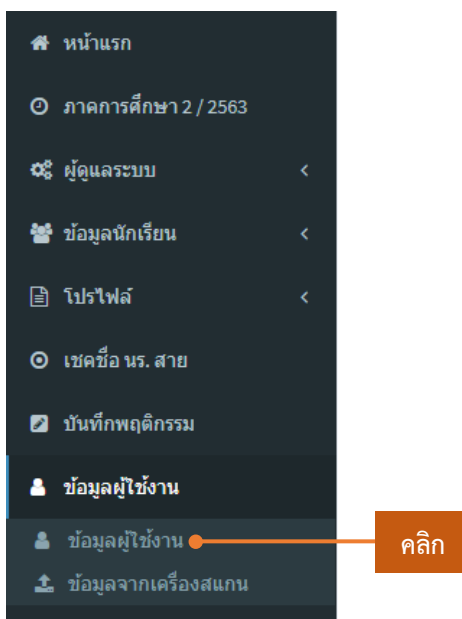 หน้าแรก
ภาคการศึกษา 2 / 2563
ผู้ดูแลระบบ
ข้อมูลนักเรียน
โปรไฟล์
เชคชื่อ นร. สาย
บันทึกพฤติกรรม
ข้อมูลผู้ใช้งาน
ข้อมูลผู้ใช้งาน
คลิก
ข้อมูลจากเครื่องสแกน